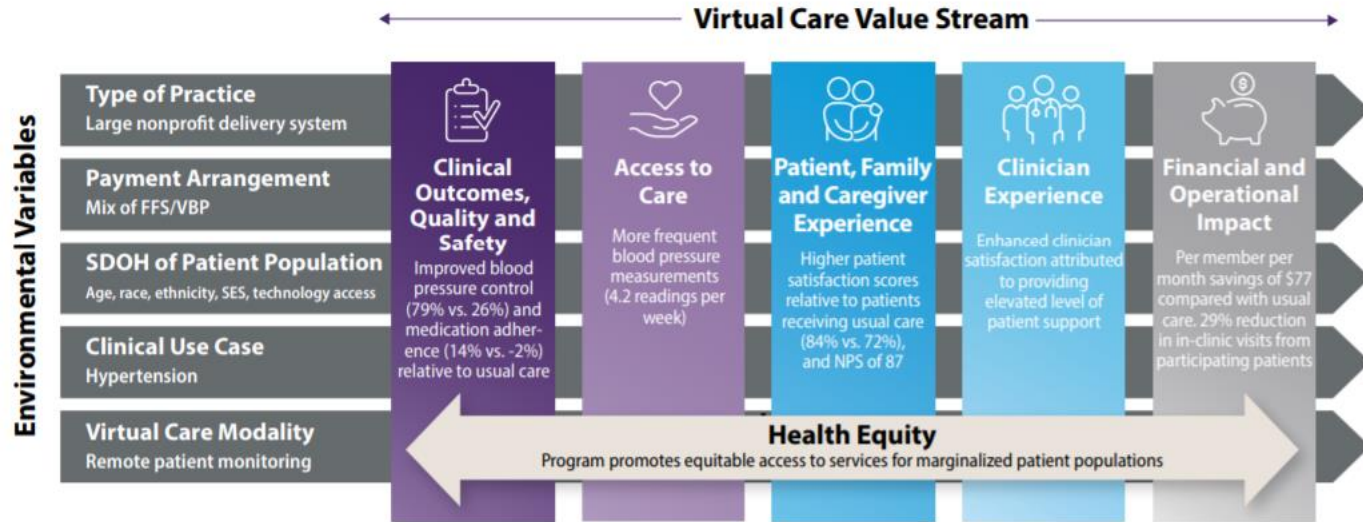 Virtual Care Value Stream
Environmental Variables
Type of Practice
Large nonprofit delivery system
Payment Arrangement
Mix of FFS/VBP
SDOH of Patient Population
Age, race, ethnicity, SES, technology access
Clinical Use Case
Hypertension
Virtual Care Modality
Remote patient monitoring
Clinical
Outcomes,
Quality and
Safety
Improved blood
pressure control
(79% vs. 26%) and
medication adher-
ence (14% vs. -2%)
relative to usual care
Access to
Care
More frequent
blood pressure
measurements
(4.2 readings per
week)
Patient, Family
and Caregiver
Experience
Higher patient
satisfaction scores
relative to patients
receiving usual care
(84% vs. 72%),
and NPS of 87
Clinician
Experience
Enhanced clinician
satisfaction attributed
to providing
elevated level of
patient support
$
Financial and
Operational
Impact
Per member per
month savings of $77
compared with usual
care. 29% reduction
in in-clinic visits from
participating patients
Health Equity
Program promotes equitable access to services for marginalized patient populations